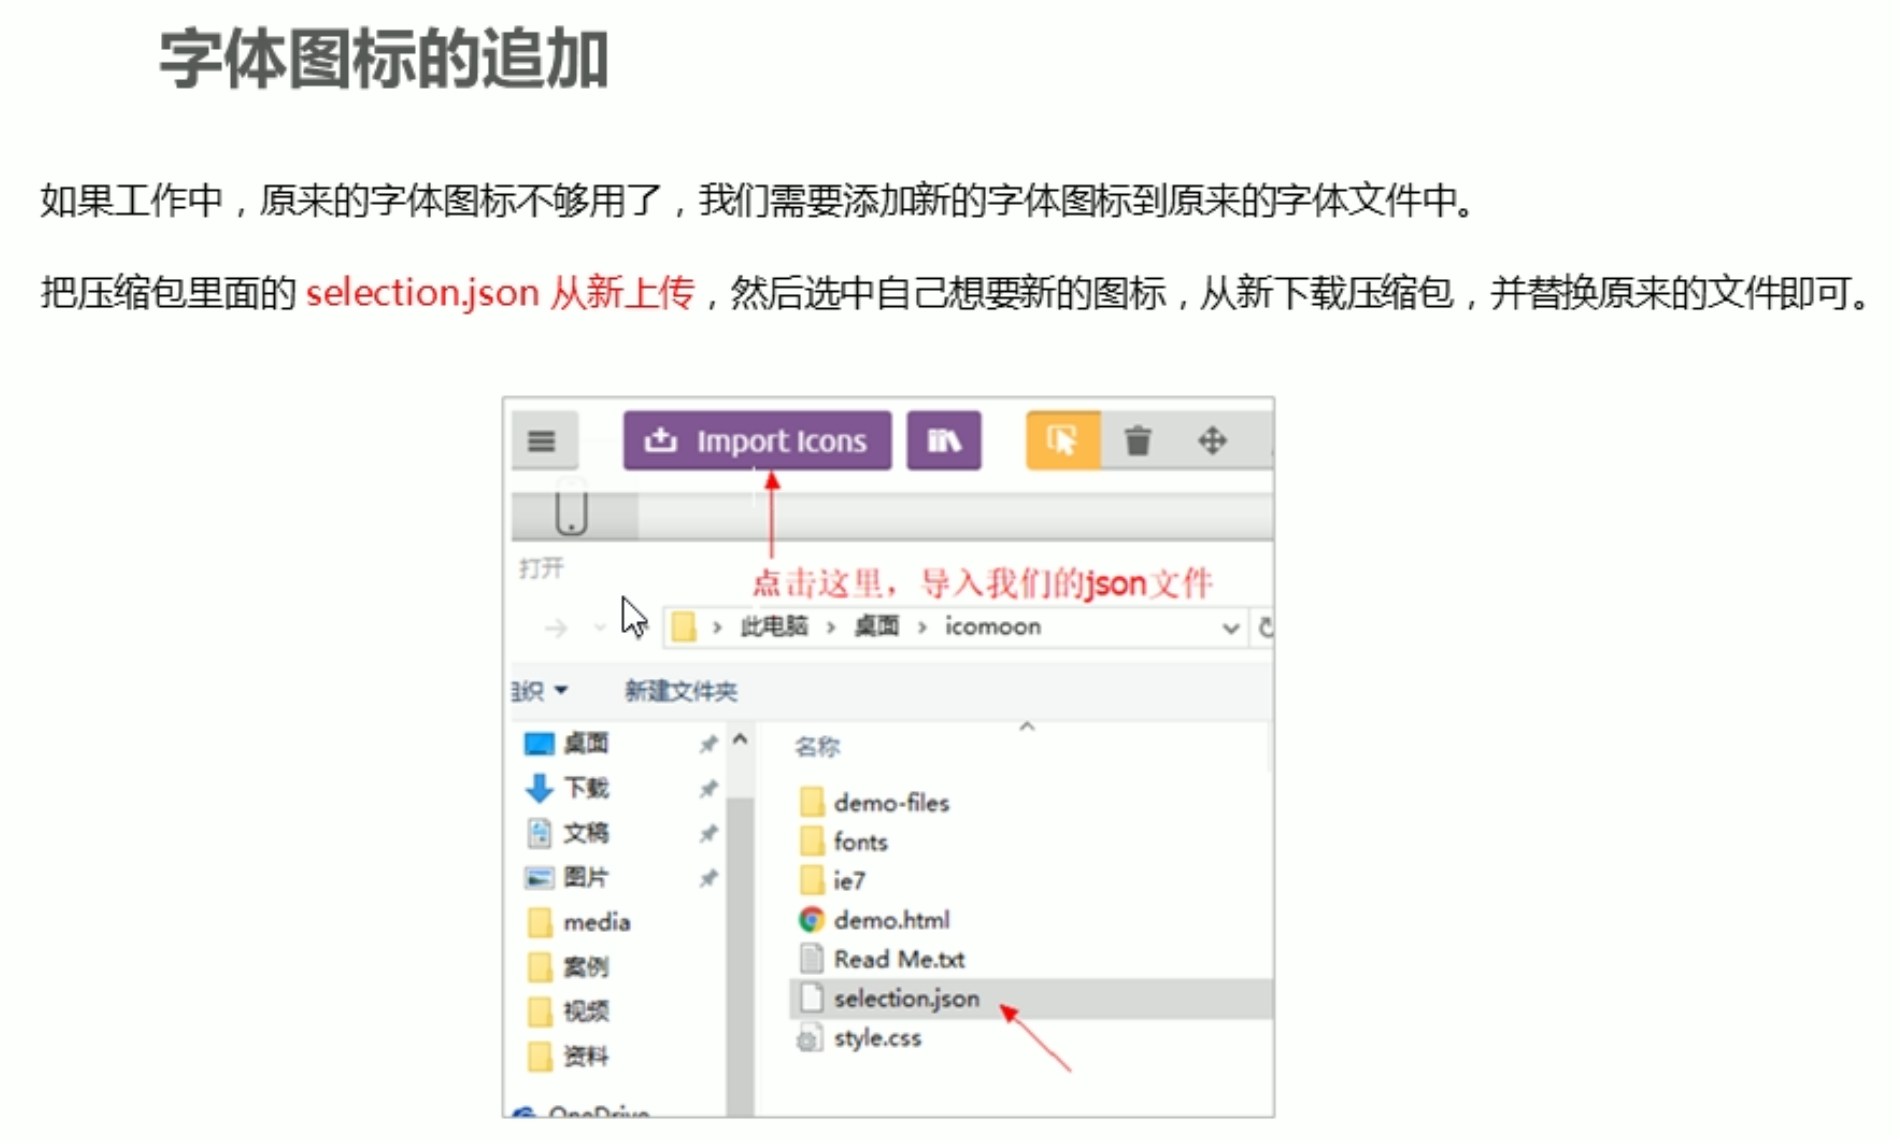 字体图标的追加
如果工作中，原来的字体图标不够用了，我们需要添加新的字体图标到原来的字体文件中。
把压缩包里面的 selection.json 从新上传，然后选中自己想要新的图标，从新下载压缩包，并替换原来的文件即可。
Import Icons
打开
点击这里，导入我们的json文件
此电脑 > 桌面 > icomoon
组织 新建文件夹
桌面
下载
文稿
图片
media
案例
视频
资料
OneDrive
名称
demo-files
fonts
ie7
demo.html
Read Me.txt
selection.json
style.css